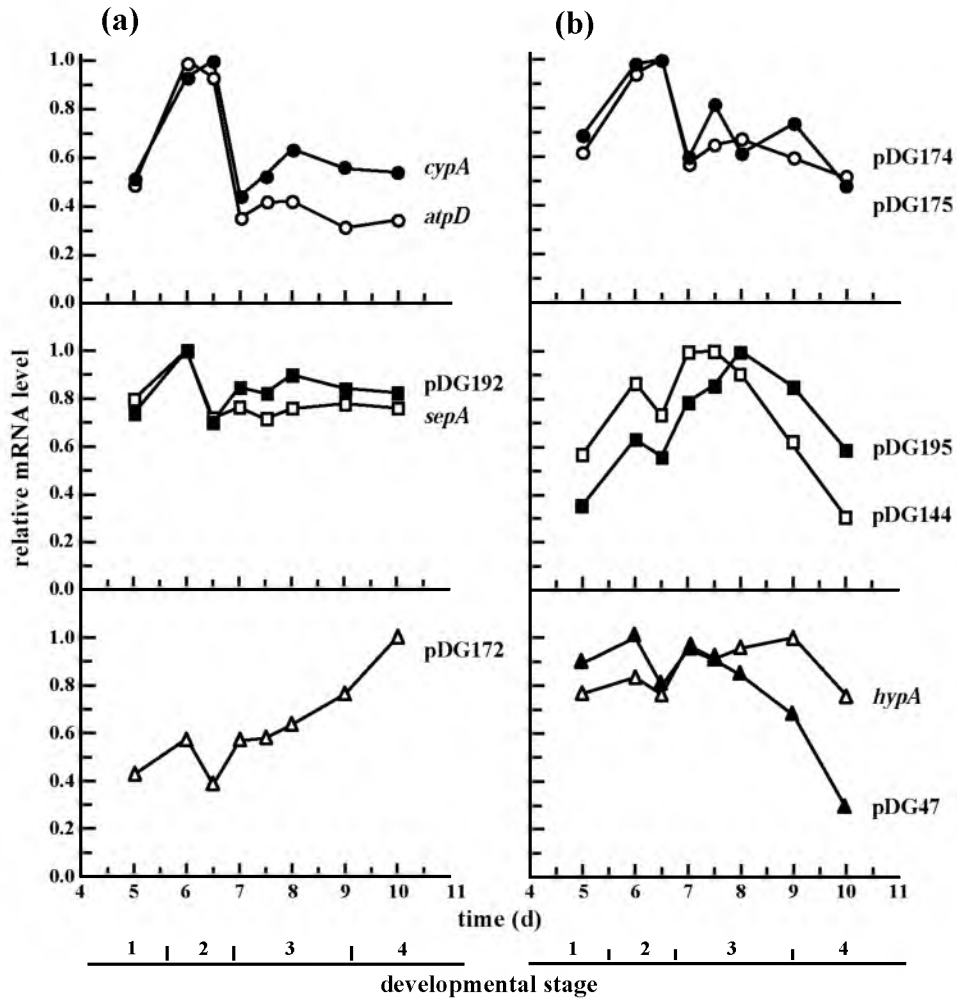 (a)
(b)
1.0
0.8
0.6
0.4
0.2
0.0
cypA
atpD
pDG174
pDG175
1.0
0.8
0.6
0.4
0.2
0.0
pDG192
sepA
pDG195
pDG144
relative mRNA level
1.0
0.8
0.6
0.4
0.2
0.0
pDG172
hypA
pDG47
4 5 6 7 8 9 10 11
4 5 6 7 8 9 10 11
time (d)
1 2 3 4
1 2 3 4
developmental stage